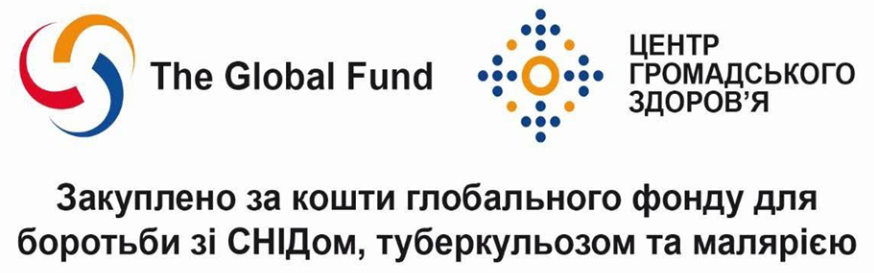 The Global Fund
ЦЕНТР
ГРОМАДСЬКОГО
ЗДОРОВ'Я
Закуплено за кошти глобального фонду для
боротьби зі СНІДом, туберкульозом та малярією